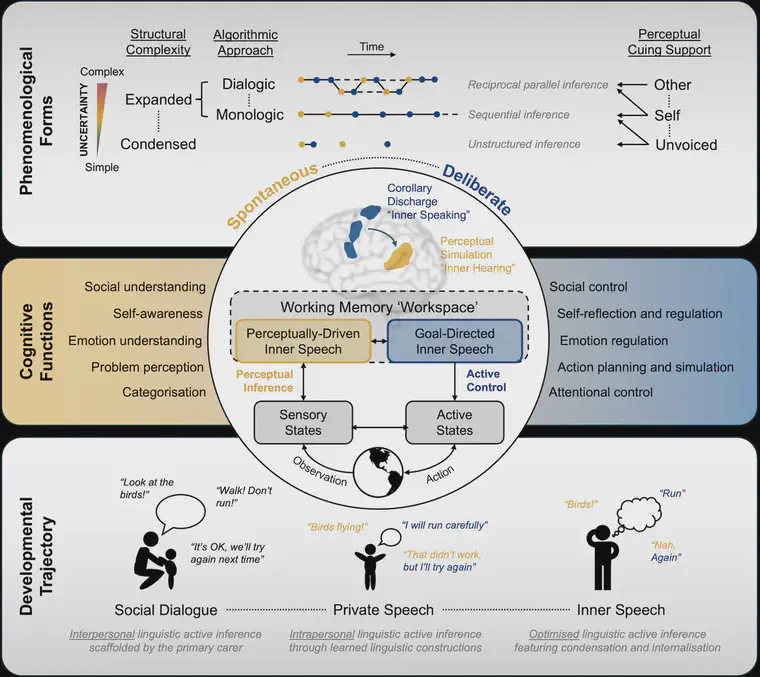 Phenomenological
Forms
Structural
Complexity
Algorithmic
Approach
Time
Perceptual
Cuing Support
Complex
UNCERTAINTY
Simple
Expanded
Condensed
Dialogic
Monologic
Reciprocal parallel inference
Sequential inference
Unstructured inference
Other
Self
Unvoiced
Spontaneous
Deliberate
Corollary
Discharge
“Inner Speaking”
Perceptual
Simulation
“Inner Hearing”
Cognitive
Functions
Social understanding
Self-awareness
Emotion understanding
Problem perception
Categorisation
Working Memory ‘Workspace’
Perceptually-Driven
Inner Speech
Goal-Directed
Inner Speech
Perceptual
Inference
Active
Control
Sensory
States
Active
States
Observation
Action
Social control
Self-reflection and regulation
Emotion regulation
Action planning and simulation
Attentional control
Developmental
Trajectory
“Look at the
birds!”
“Walk! Don’t
run!”
“It’s OK, we’ll try
again next time”
Social Dialogue
Interpersonal linguistic active inference
scaffolded by the primary carer
“Birds flying!”
“I will run carefully”
“That didn’t work,
but I’ll try again”
Private Speech
Intrapersonal linguistic active inference
through learned linguistic constructions
“Birds!”
“Run”
“Nah,
Again”
Inner Speech
Optimised linguistic active inference
featuring condensation and internalisation